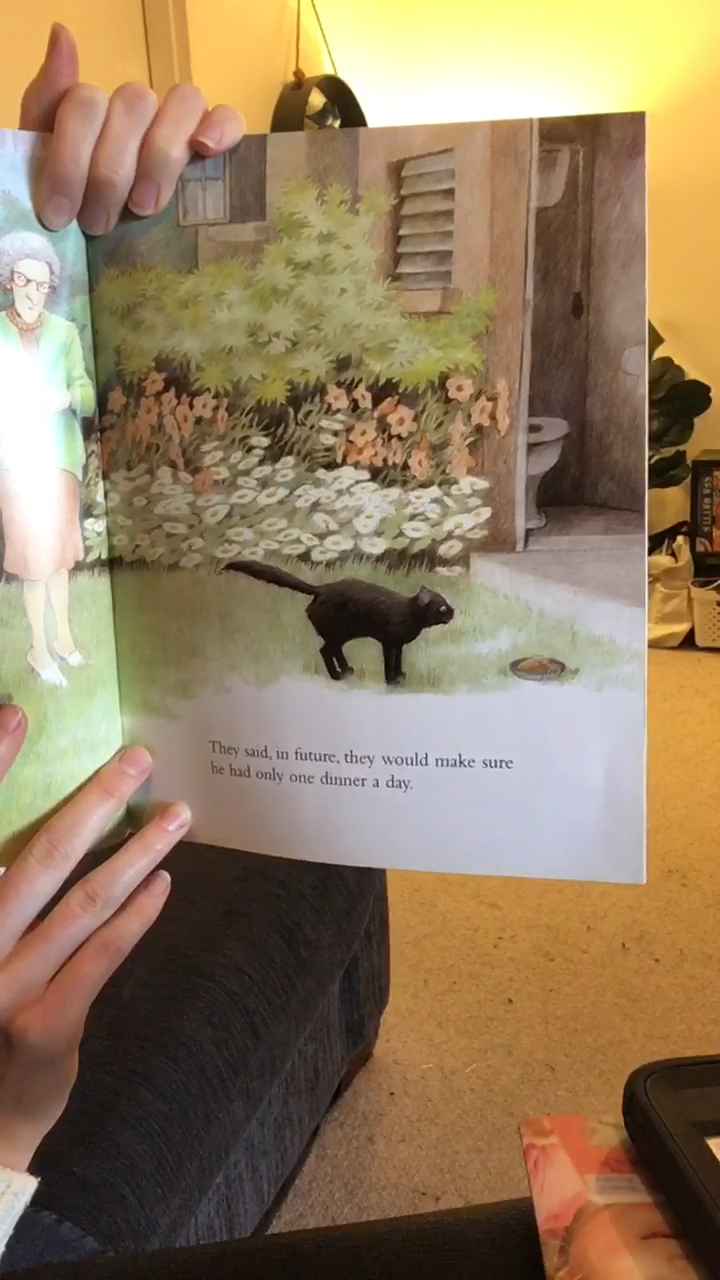 They said, in future, they would make sure
he had only one dinner a day.